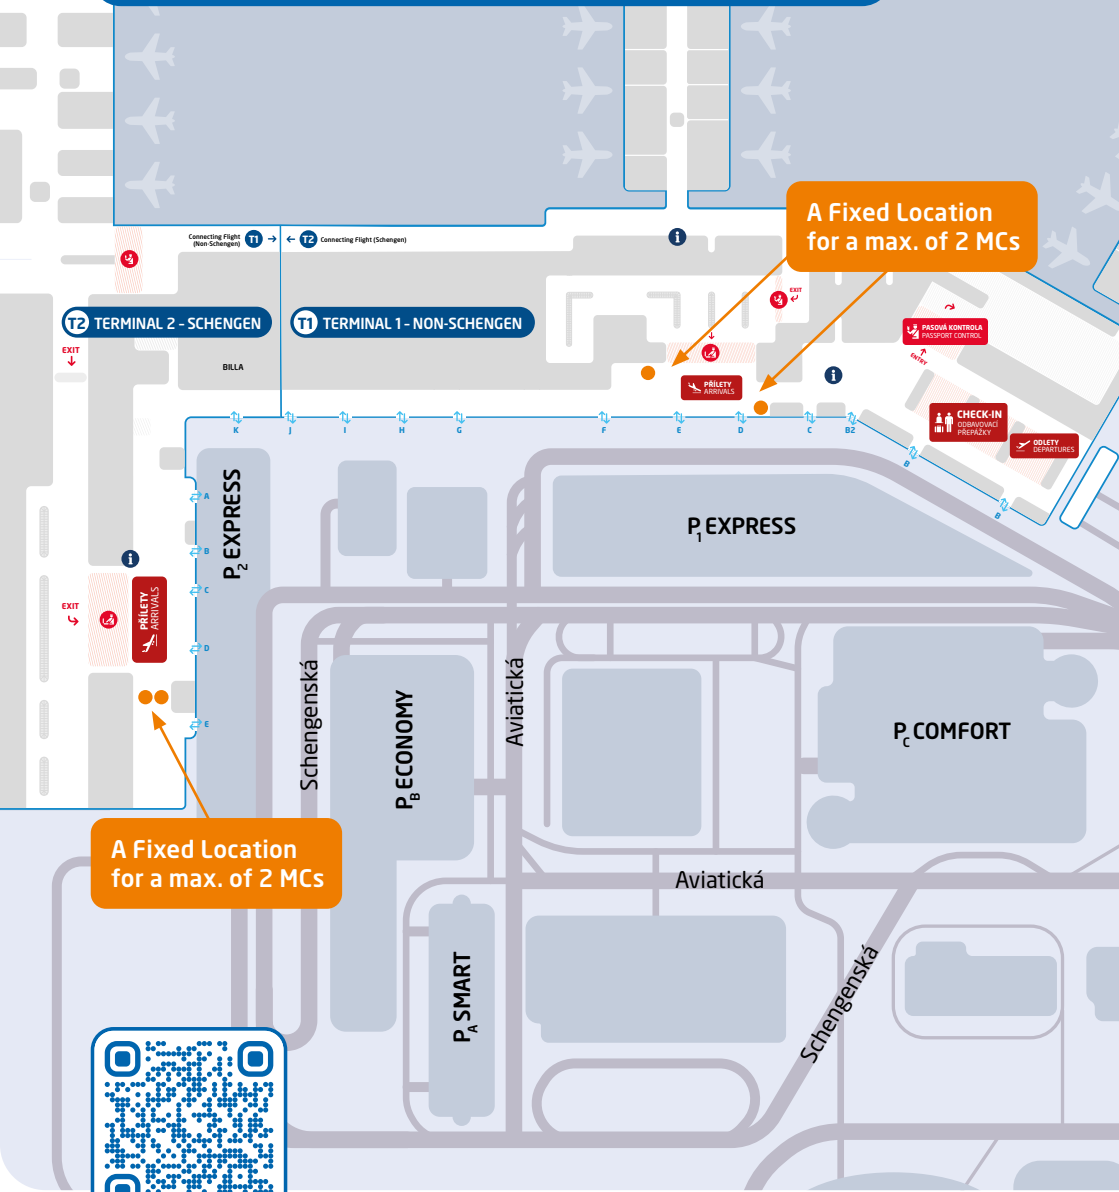 A Fixed Location
for a max. of 2 MCs
Connecting Flight
(Non-Schengen)
T1
T2
Connecting Flight (Schengen)
i
EXIT
T2 TERMINAL 2 – SCHENGEN
T1 TERMINAL 1 – NON-SCHENGEN
PASOVÁ KONTROLA
PASSPORT CONTROL
ENTRY
EXIT
BILLA
i
PŘÍLETY
ARRIVALS
CHECK-IN
ODBAVOVACÍ
PŘEPÁŽKY
ODLETY
DEPARTURES
K
J
I
H
G
F
E
D
C
B2
B
B
A
B
C
D
E
P2 EXPRESS
P1 EXPRESS
i
EXIT
PŘÍLETY
ARRIVALS
Schengenská
PB ECONOMY
Aviatická
PC COMFORT
A Fixed Location
for a max. of 2 MCs
Aviatická
PA SMART
Schengenská